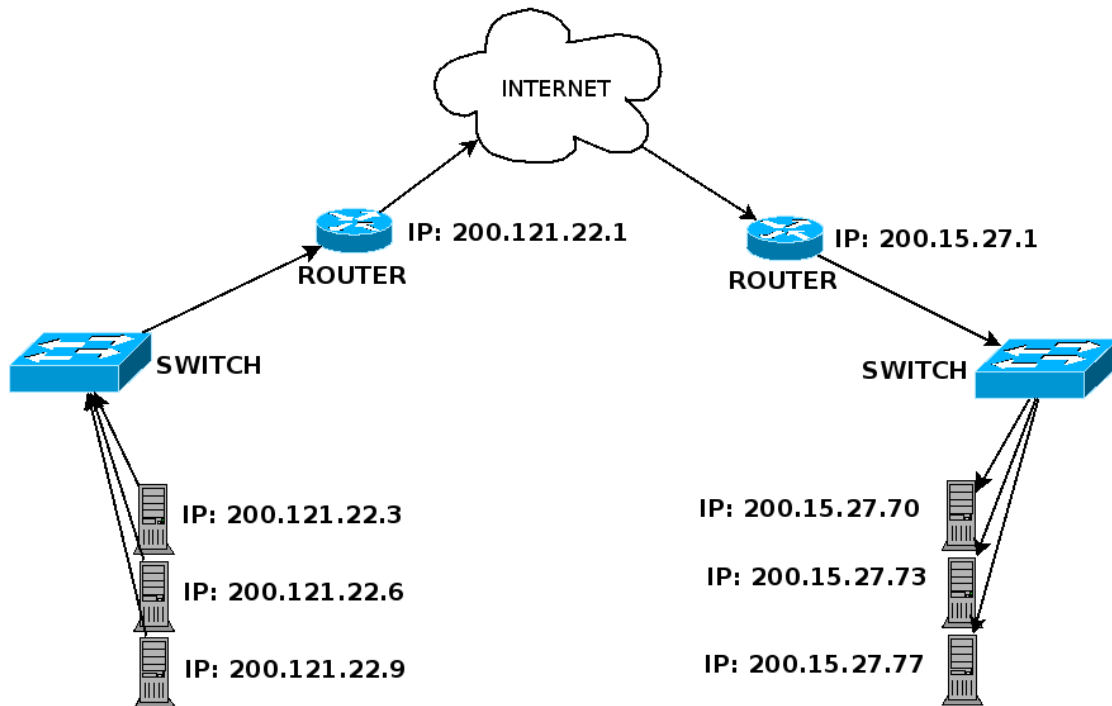 INTERNET
IP: 200.121.22.1
ROUTER
IP: 200.15.27.1
ROUTER
SWITCH
SWITCH
IP: 200.121.22.3
IP: 200.121.22.6
IP: 200.121.22.9
IP: 200.15.27.70
IP: 200.15.27.73
IP: 200.15.27.77